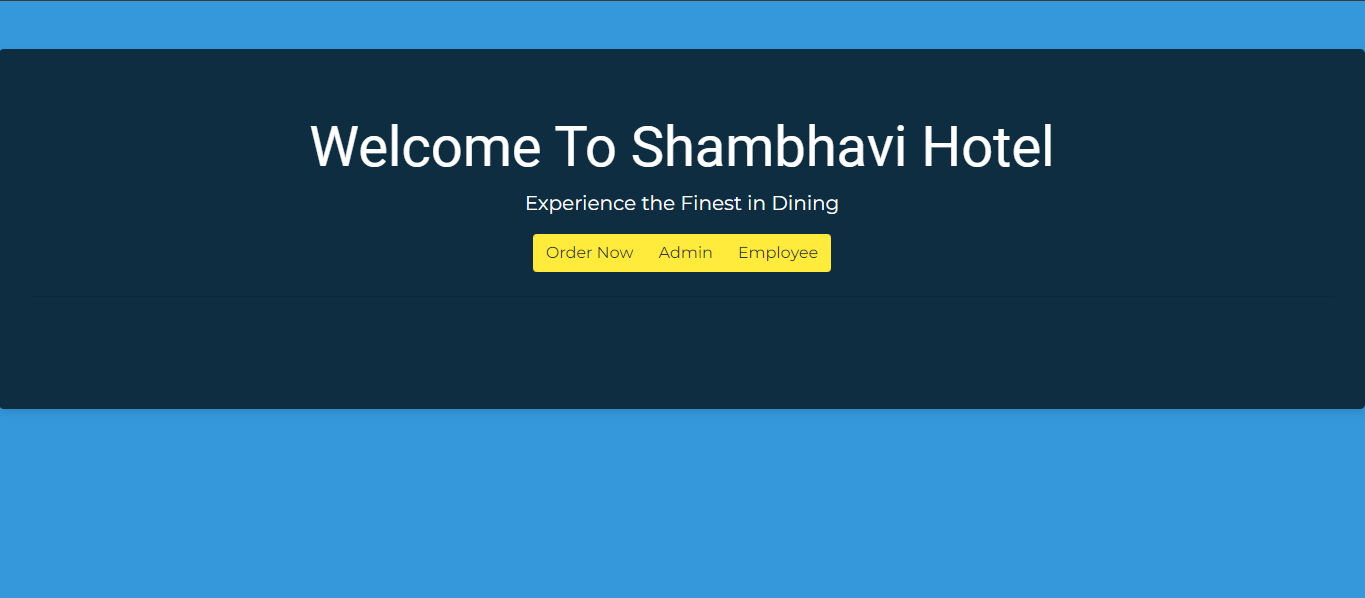 Welcome To Shambhavi Hotel
Experience the Finest in Dining
Order Now Admin Employee